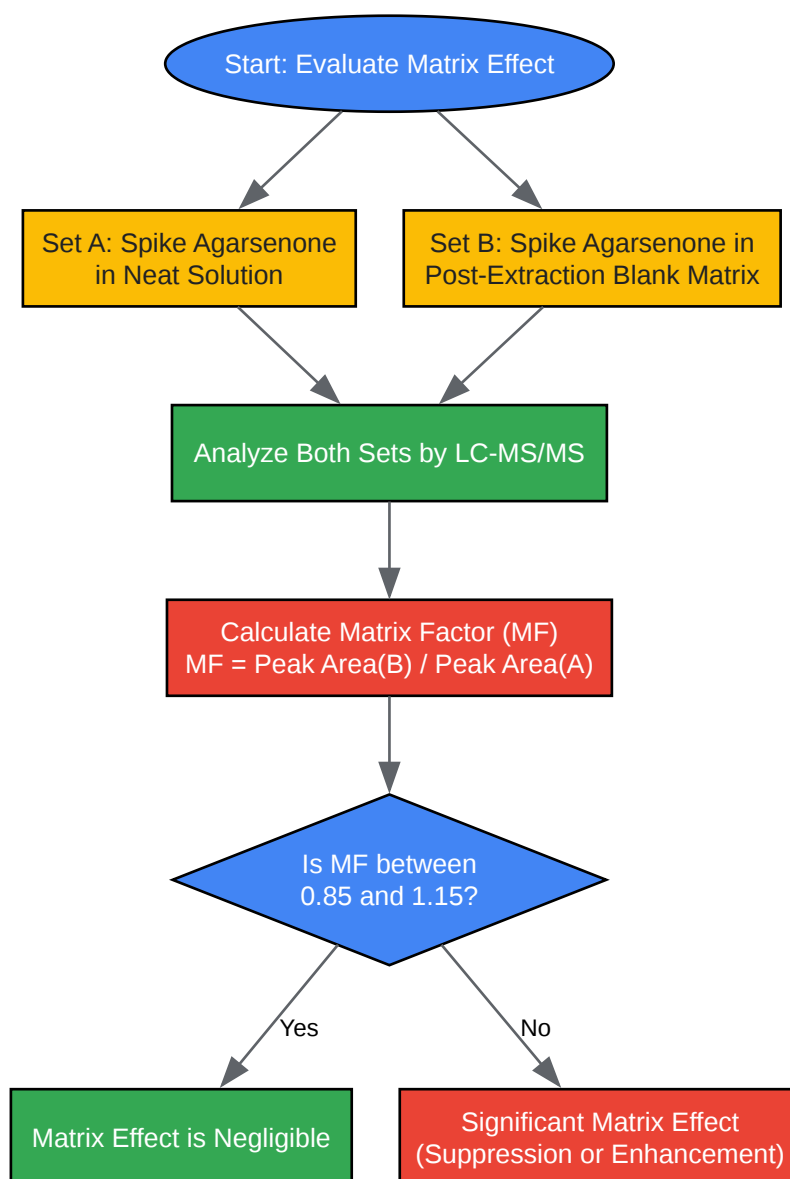 Start: Evaluate Matrix Effect
Set A: Spike Agarsenone
in Neat Solution
Set B: Spike Agarsenone in
Post-Extraction Blank Matrix
Analyze Both Sets by LC-MS/MS
Calculate Matrix Factor (MF)
MF = Peak Area(B) / Peak Area(A)
Is MF between
0.85 and 1.15?
Yes
No
Matrix Effect is Negligible
Significant Matrix Effect
(Suppression or Enhancement)